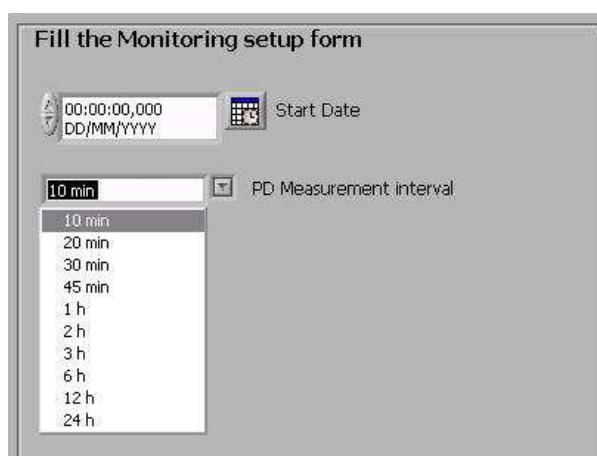 Fill the Monitoring setup form
00:00:00,000
DD/MM/YYYY
Start Date
10 min
PD Measurement interval
10 min
20 min
30 min
45 min
1 h
2 h
3 h
6 h
12 h
24 h